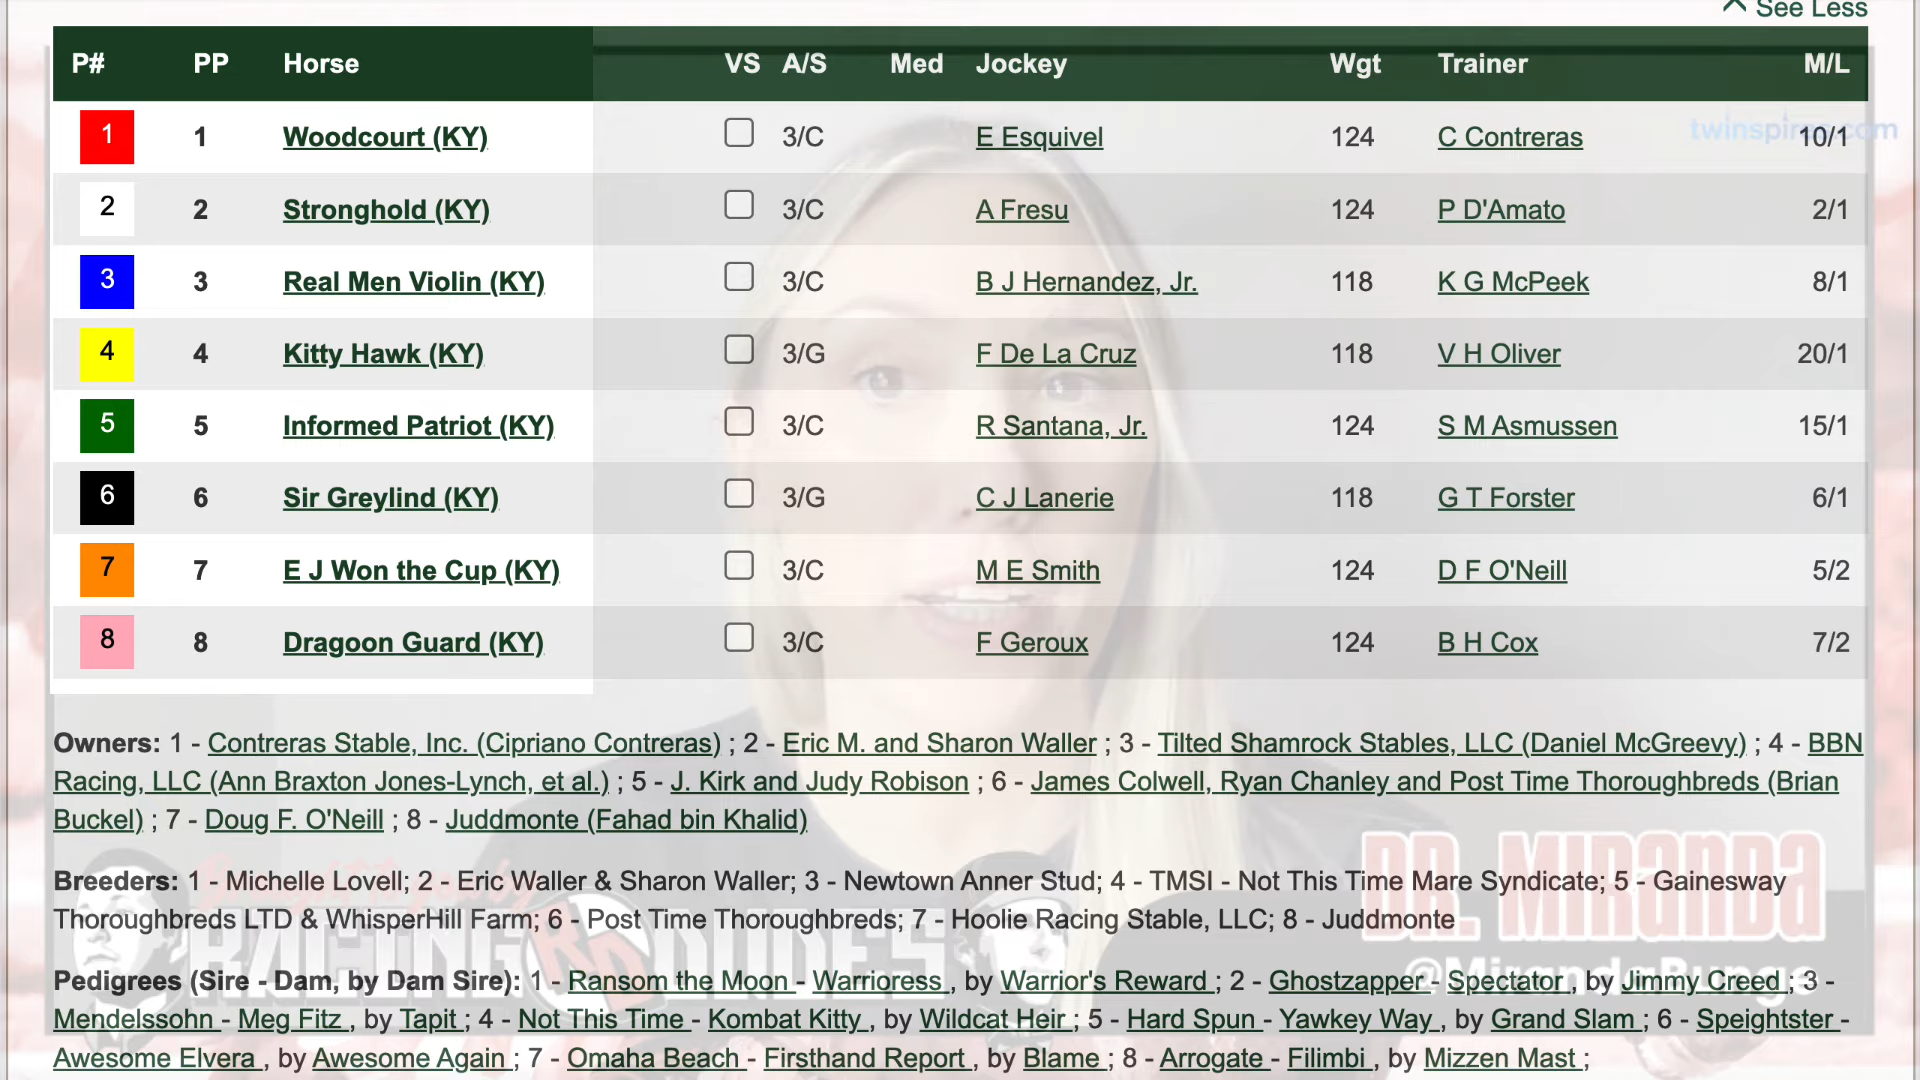 See Less
P# PP Horse VS A/S Med Jockey Wgt Trainer M/L
twinspires.com
1 1 Woodcourt (KY) 3/C E Esquivel 124 C Contreras 10/1
2 2 Stronghold (KY) 3/C A Fresu 124 P D'Amato 2/1
3 3 Real Men Violin (KY) 3/C B J Hernandez, Jr. 118 K G McPeek 8/1
4 4 Kitty Hawk (KY) 3/G F De La Cruz 118 V H Oliver 20/1
5 5 Informed Patriot (KY) 3/C R Santana, Jr. 124 S M Asmussen 15/1
6 6 Sir Greylind (KY) 3/G C J Lanerie 118 G T Forster 6/1
7 7 E J Won the Cup (KY) 3/C M E Smith 124 D F O'Neill 5/2
8 8 Dragoon Guard (KY) 3/C F Geroux 124 B H Cox 7/2
Owners: 1 - Contreras Stable, Inc. (Cipriano Contreras) ; 2 - Eric M. and Sharon Waller ; 3 - Tilted Shamrock Stables, LLC (Daniel McGreevy) ; 4 - BBN
Racing, LLC (Ann Braxton Jones-Lynch, et al.) ; 5 - J. Kirk and Judy Robison ; 6 - James Colwell, Ryan Chanley and Post Time Thoroughbreds (Brian
Buckel) ; 7 - Doug F. O'Neill ; 8 - Juddmonte (Fahad bin Khalid)
Breeders: 1 - Michelle Lovell; 2 - Eric Waller & Sharon Waller; 3 - Newtown Anner Stud; 4 - TMSI - Not This Time Mare Syndicate; 5 - Gainesway
Thoroughbreds LTD & WhisperHill Farm; 6 - Post Time Thoroughbreds; 7 - Hoolie Racing Stable, LLC; 8 - Juddmonte
Pedigrees (Sire - Dam, by Dam Sire): 1 - Ransom the Moon - Warrioress , by Warrior's Reward ; 2 - Ghostzapper - Spectator , by Jimmy Creed ; 3 -
Mendelssohn - Meg Fitz , by Tapit ; 4 - Not This Time - Kombat Kitty , by Wildcat Heir ; 5 - Hard Spun - Yawkey Way , by Grand Slam ; 6 - Speightster -
Awesome Elvera , by Awesome Again ; 7 - Omaha Beach - Firsthand Report , by Blame ; 8 - Arrogate - Filimbi , by Mizzen Mast ;
RACING RD DUDES
DR. MIRANDA